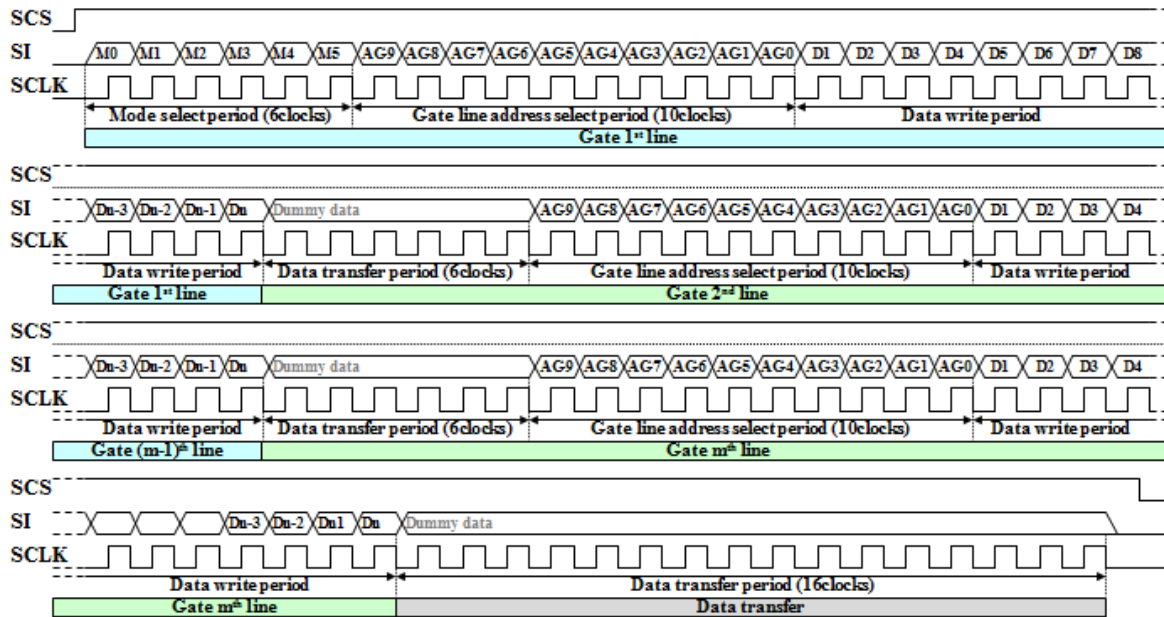 SCS
SI M0 M1 M2 M3 M4 M5 AG9 AG8 AG7 AG6 AG5 AG4 AG3 AG2 AG1 AG0 D1 D2 D3 D4 D5 D6 D7 D8
SCLK
Mode select period (6clocks) Gate line address select period (10clocks) Data write period
Gate 1st line
SCS
SI Dn-3 Dn-2 Dn-1 Dn Dummy data AG9 AG8 AG7 AG6 AG5 AG4 AG3 AG2 AG1 AG0 D1 D2 D3 D4
SCLK
Data write period Data transfer period (6clocks) Gate line address select period (10clocks) Data write period
Gate 1st line Gate 2nd line
SCS
SI Dn-3 Dn-2 Dn-1 Dn Dummy data AG9 AG8 AG7 AG6 AG5 AG4 AG3 AG2 AG1 AG0 D1 D2 D3 D4
SCLK
Data write period Data transfer period (6clocks) Gate line address select period (10clocks) Data write period
Gate (m-1)th line Gate mth line
SCS
SI Dn-3 Dn-2 Dn1 Dn Dummy data
SCLK
Data write period Data transfer period (16clocks)
Gate mth line Data transfer